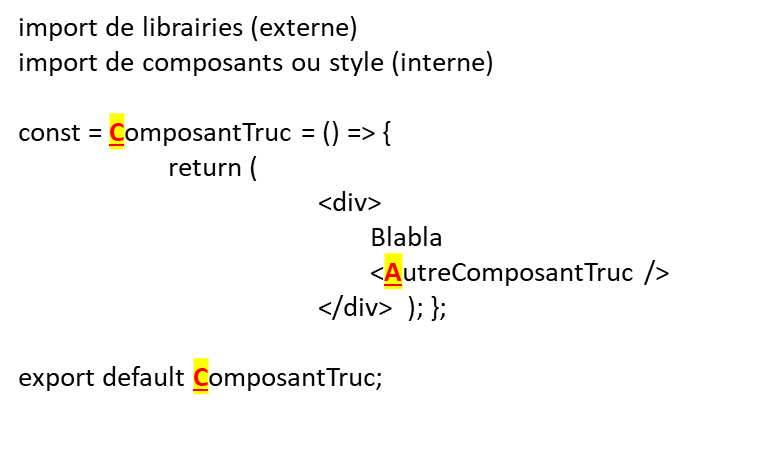 import de librairies (externe)
import de composants ou style (interne)
const = ComposantTruc = () => {
return (
<div>
Blabla
<AutreComposantTruc />
</div> ); };
export default ComposantTruc;